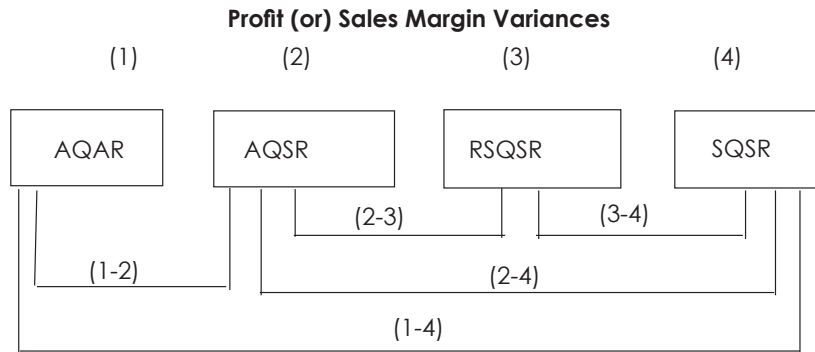 Profit (or) Sales Margin Variances
(1) (2) (3) (4)
AQAR AQSR RSQSR SQSR
(2-3) (3-4)
(1-2) (2-4)
(1-4)